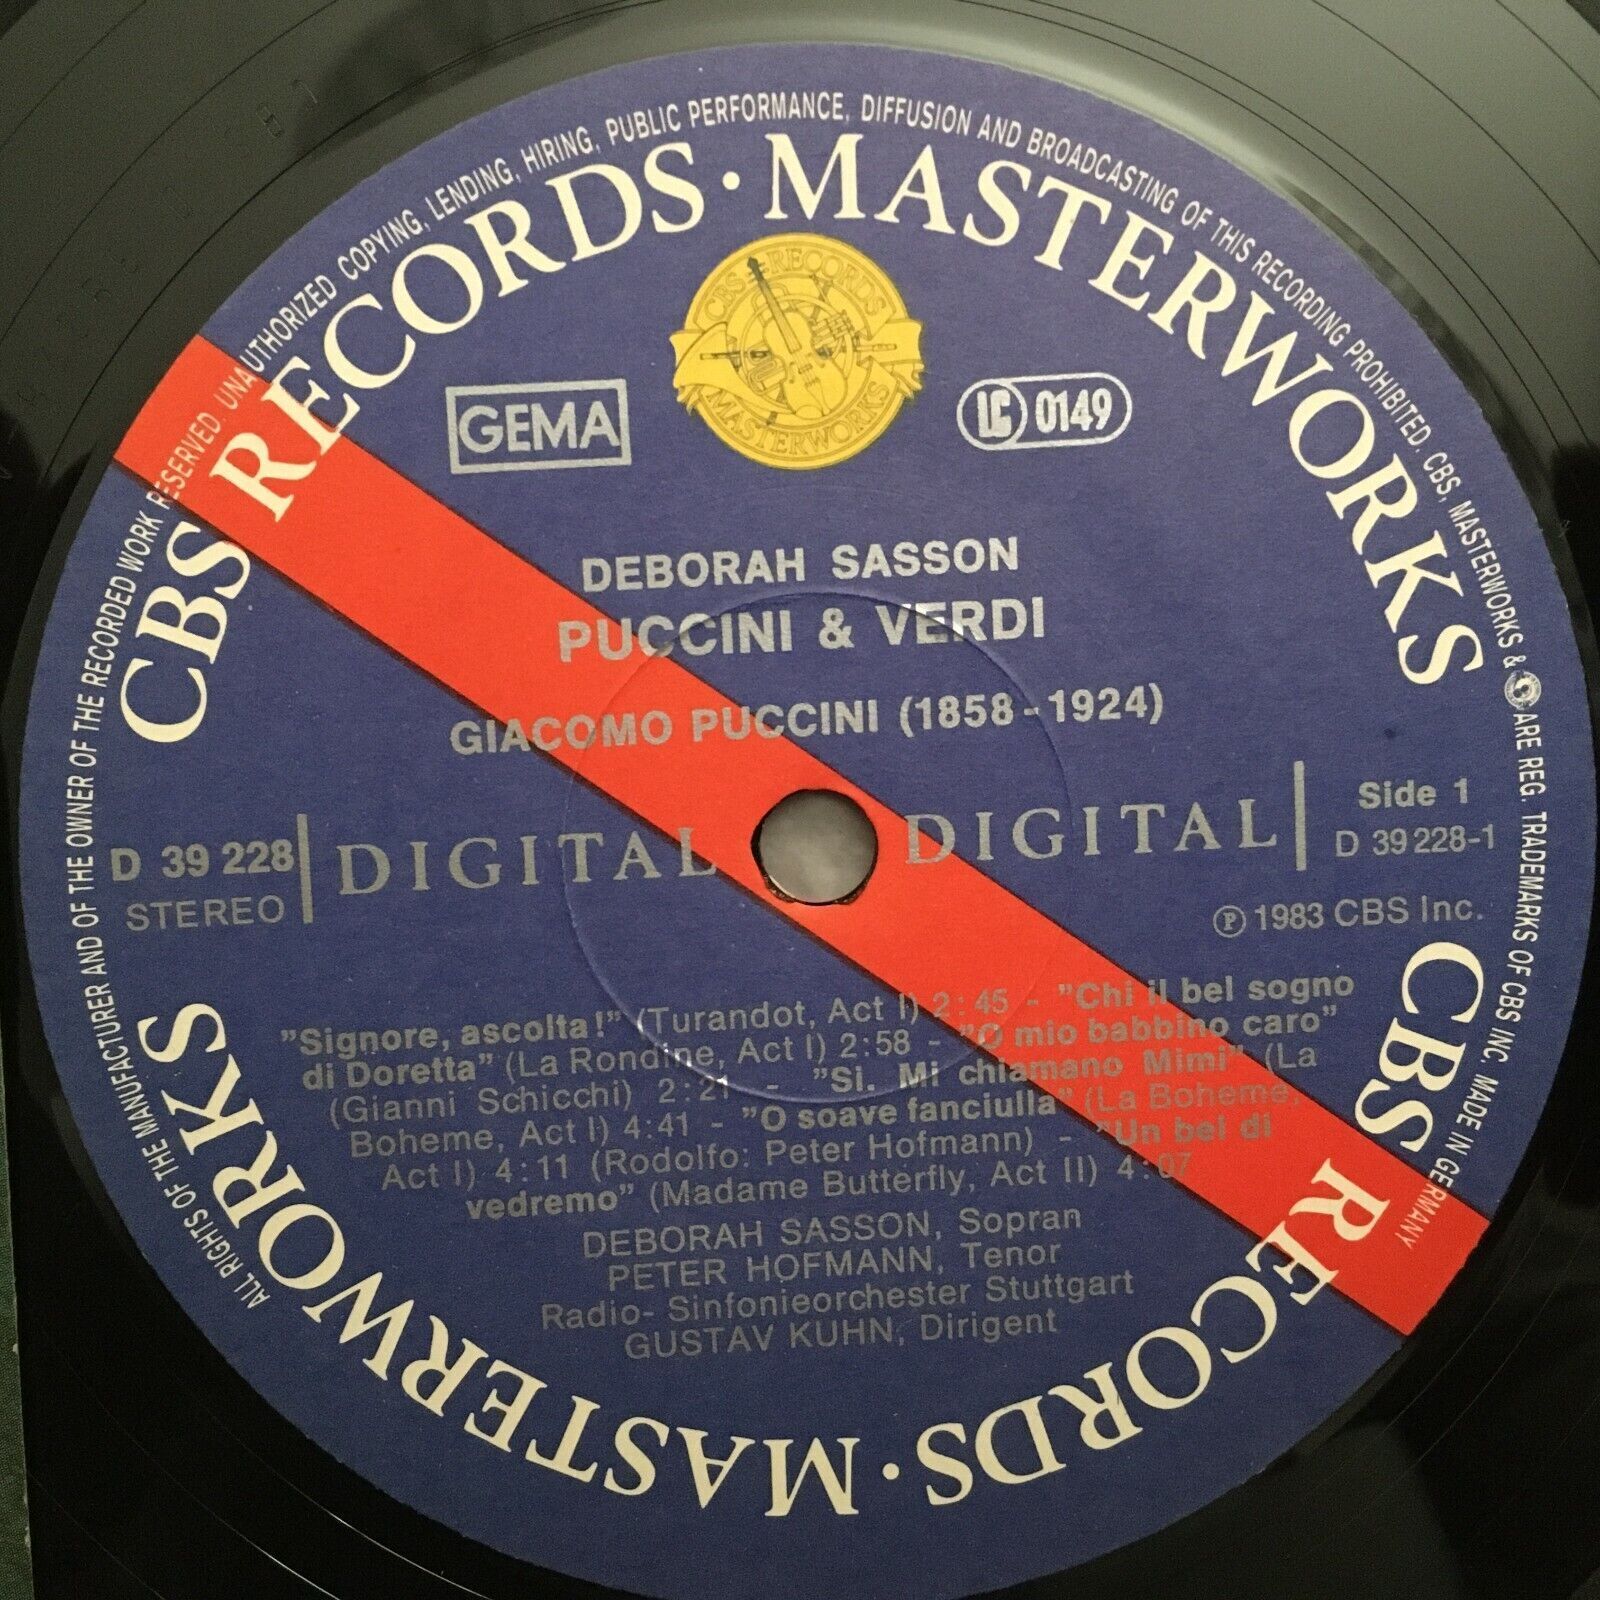 ALL RIGHTS OF THE MANUFACTURER AND OF THE OWNER OF THE RECORDED WORK RESERVED. UNAUTHORIZED COPYING, LENDING, HIRING, PUBLIC PERFORMANCE, DIFFUSION AND BROADCASTING OF THIS RECORDING PROHIBITED. CBS, MASTERWORKS & ARE REG. TRADEMARKS OF CBS INC. MADE IN GERMANY
CBS RECORDS · MASTERWORKS
CBS RECORDS
MASTERWORKS
GEMA
LC 0149
DEBORAH SASSON
PUCCINI & VERDI
GIACOMO PUCCINI (1858-1924)
D 39 228
STEREO
DIGITAL
DIGITAL
Side 1
D 39 228-1
Ⓟ 1983 CBS Inc.
"Signore, ascolta!" (Turandot, Act I) 2:45 - "Chi il bel sogno
di Doretta" (La Rondine, Act I) 2:58 - "O mio babbino caro"
(Gianni Schicchi) 2:21 - "Si. Mi chiamano Mimi" (La
Boheme, Act I) 4:41 - "O soave fanciulla" (La Boheme,
Act I) 4:11 (Rodolfo: Peter Hofmann) - "Un bel di
vedremo" (Madame Butterfly, Act II) 4:07
DEBORAH SASSON, Sopran
PETER HOFMANN, Tenor
Radio- Sinfonieorchester Stuttgart
GUSTAV KUHN, Dirigent
CBS RECORDS · MASTERWORKS